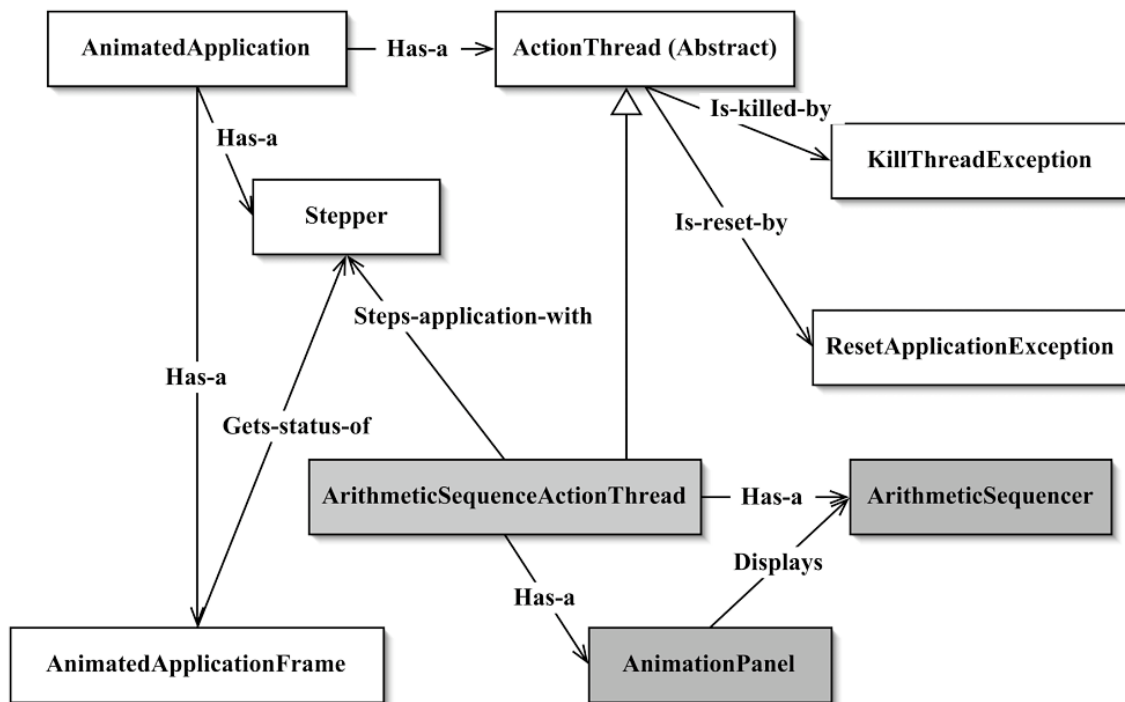 AnimatedApplication
Has-a
ActionThread (Abstract)
Is-killed-by
Has-a
KillThreadException
Stepper
Is-reset-by
Steps-application-with
ResetApplicationException
Has-a
Gets-status-of
ArithmeticSequenceActionThread
Has-a
ArithmeticSequencer
Displays
Has-a
AnimatedApplicationFrame
AnimationPanel